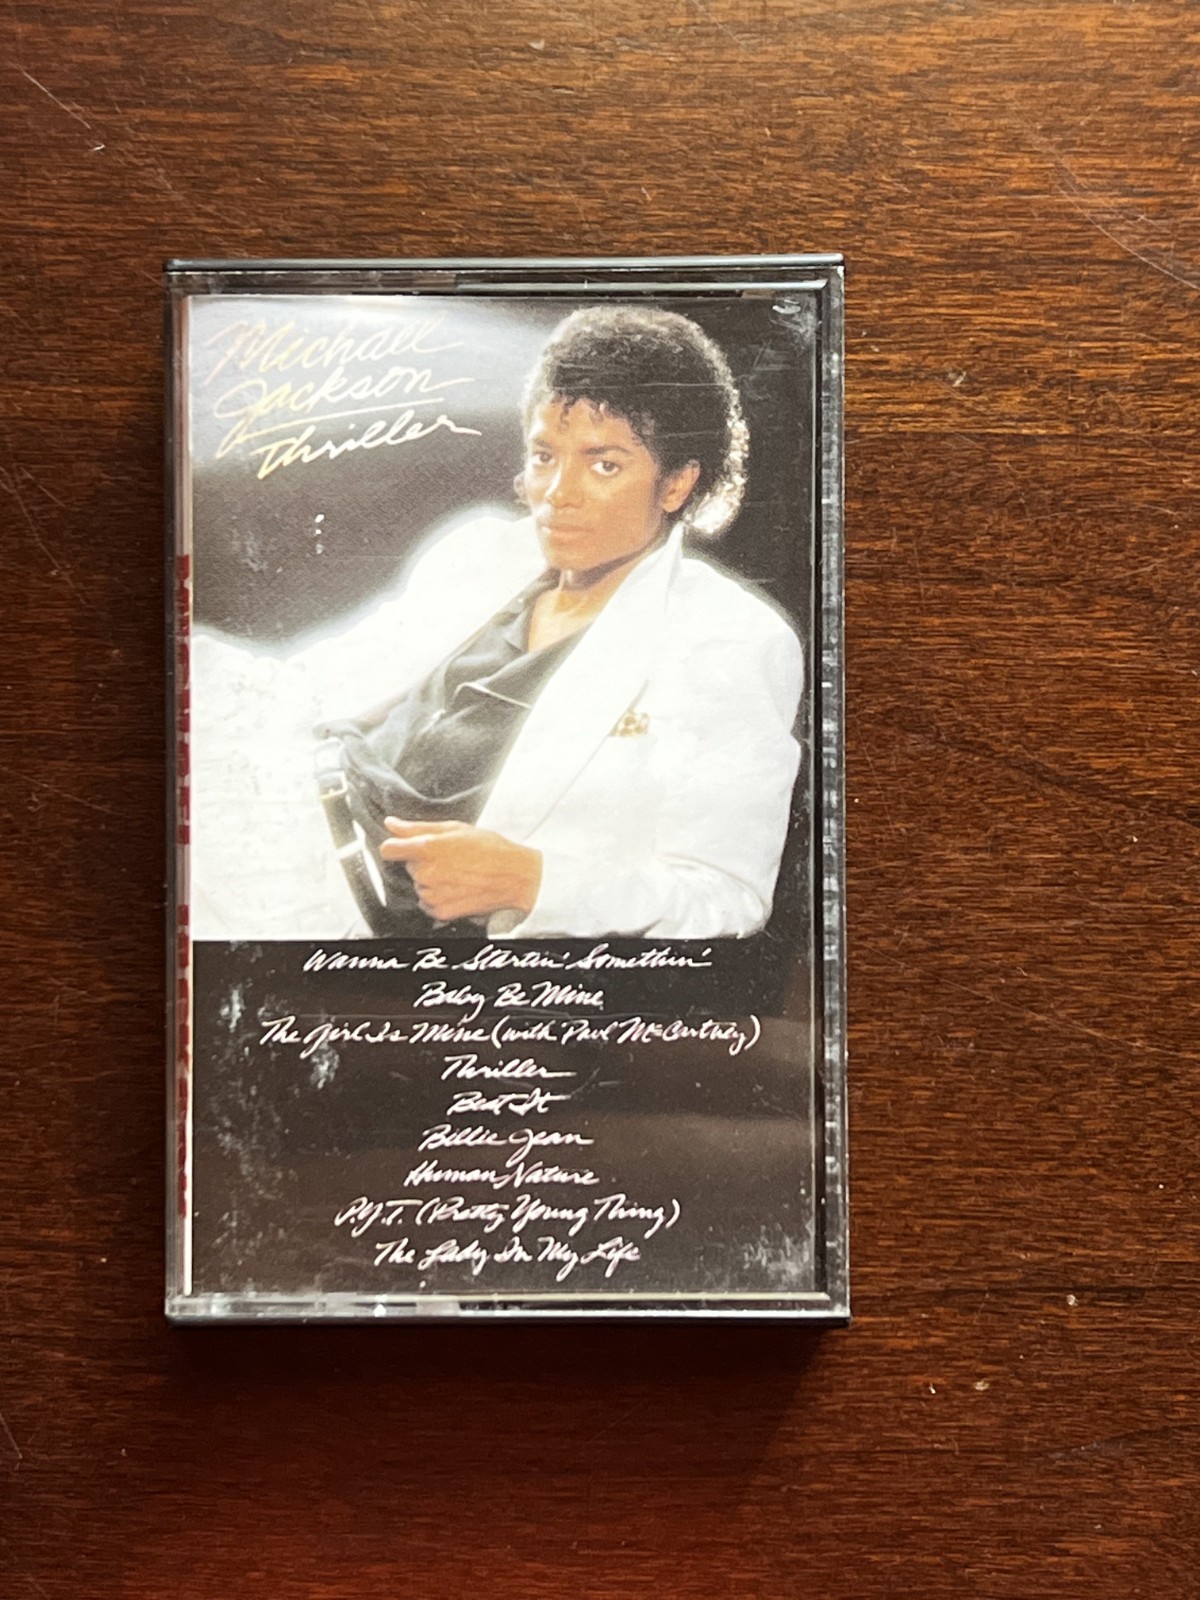 Michael
Jackson
Thriller
Wanna Be Startin' Somethin'
Baby Be Mine
The Girl Is Mine (with Paul McCartney)
Thriller
Beat It
Billie Jean
Human Nature
P.Y.T. (Pretty Young Thing)
The Lady In My Life